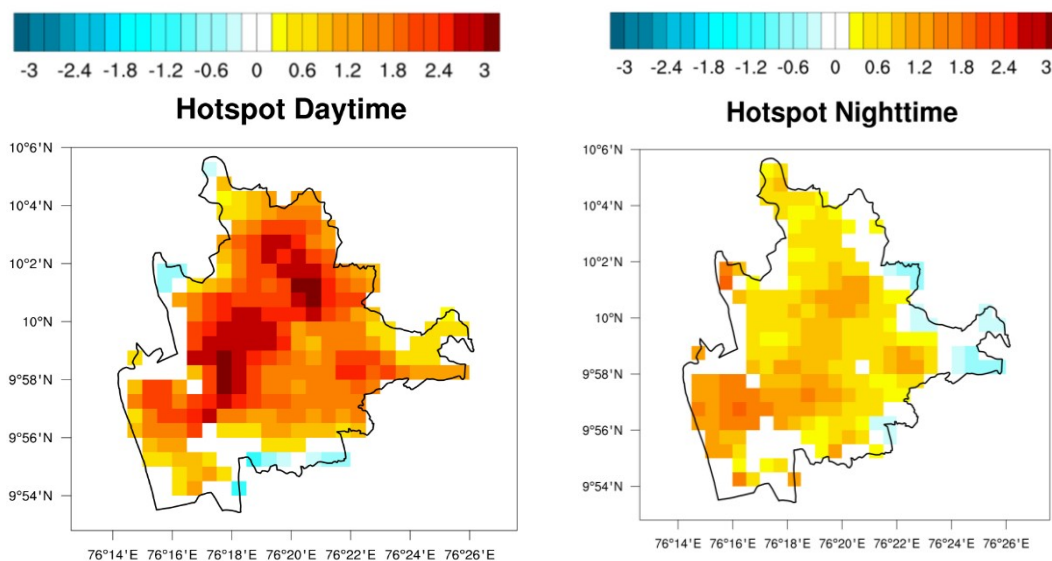 -3 -2.4 -1.8 -1.2 -0.6 0 0.6 1.2 1.8 2.4 3
Hotspot Daytime
10°6'N
10°4'N
10°2'N
10°N
9°58'N
9°56'N
9°54'N
76°14'E 76°16'E 76°18'E 76°20'E 76°22'E 76°24'E 76°26'E
-3 -2.4 -1.8 -1.2 -0.6 0 0.6 1.2 1.8 2.4 3
Hotspot Nighttime
10°6'N
10°4'N
10°2'N
10°N
9°58'N
9°56'N
9°54'N
76°14'E 76°16'E 76°18'E 76°20'E 76°22'E 76°24'E 76°26'E